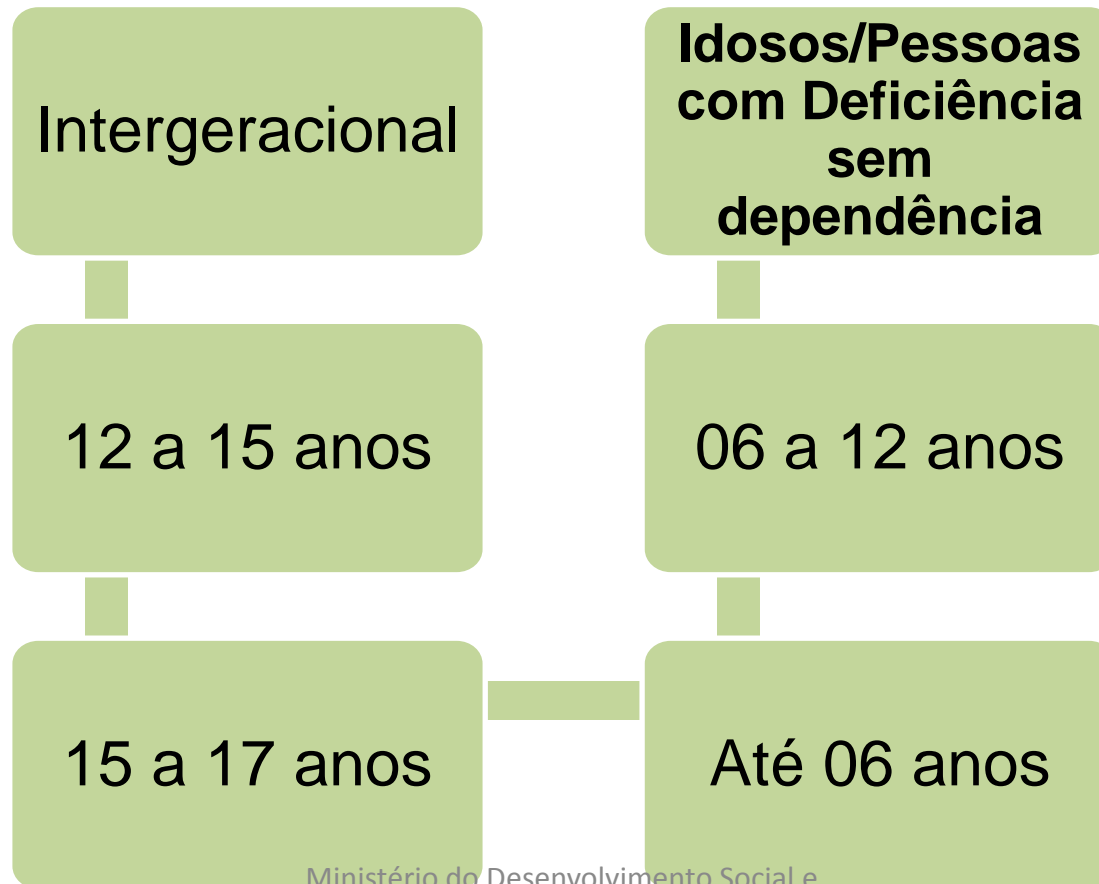 Intergeracional
Idosos/Pessoas
com Deficiência
sem
dependência
12 a 15 anos
06 a 12 anos
15 a 17 anos
Até 06 anos
Ministério do Desenvolvimento Social e